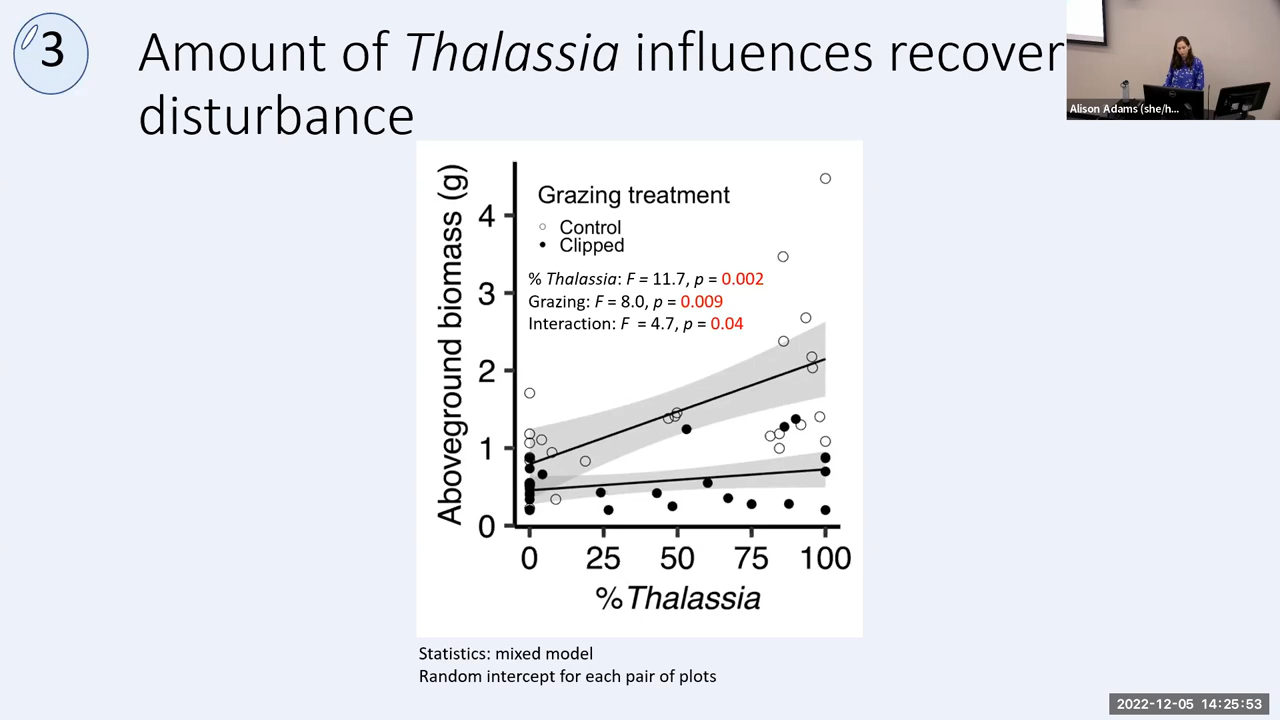 3
Amount of Thalassia influences recover
disturbance
Alison Adams (she/h...
Aboveground biomass (g)
4
3
2
1
0
Grazing treatment
Control
Clipped
% Thalassia: F = 11.7, p = 0.002
Grazing: F = 8.0, p = 0.009
Interaction: F = 4.7, p = 0.04
0 25 50 75 100
% Thalassia
Statistics: mixed model
Random intercept for each pair of plots
2022-12-05 14:25:53